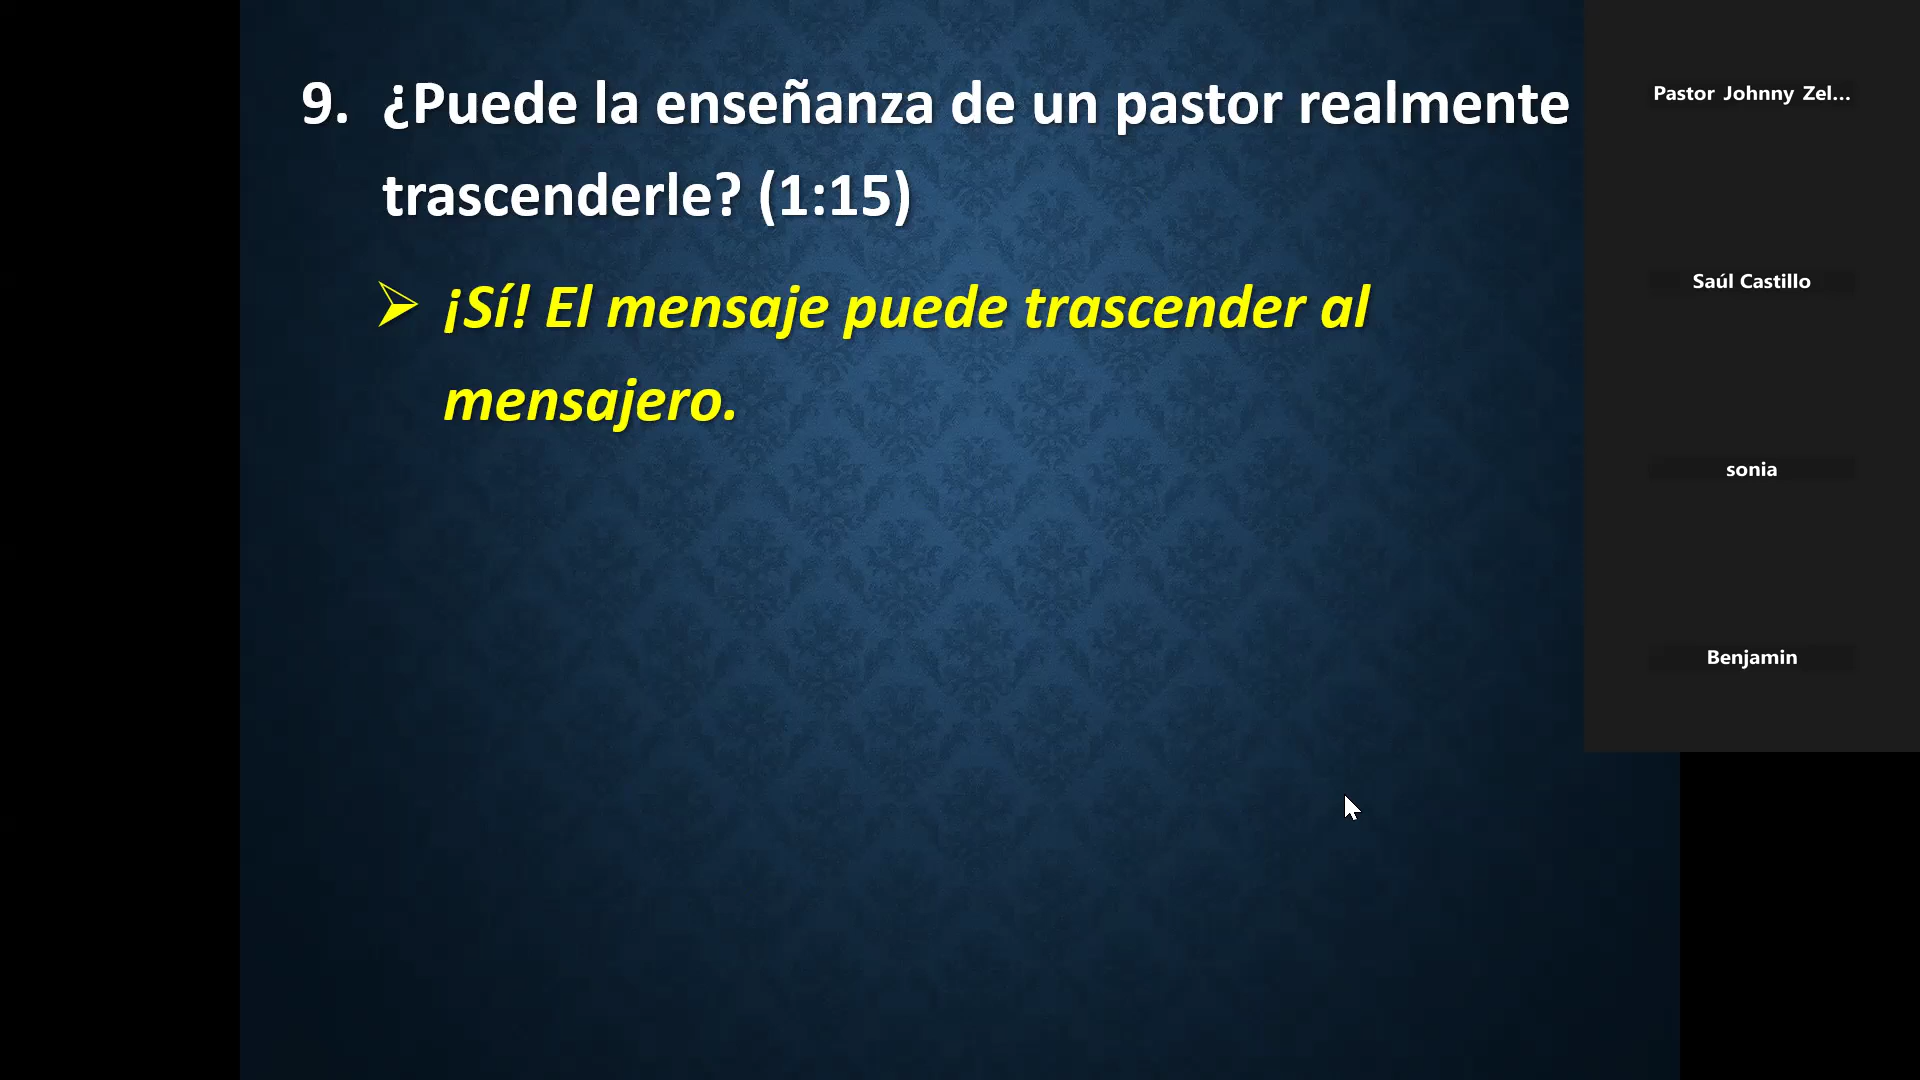 9. ¿Puede la enseñanza de un pastor realmente
trascenderle? (1:15)
¡Sí! El mensaje puede trascender al
mensajero.
Pastor Johnny Zel...
Saúl Castillo
sonia
Benjamin